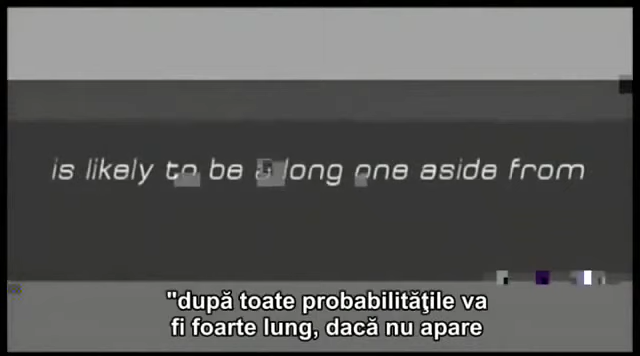 is likely to be a long one aside from
"după toate probabilităţile va
fi foarte lung, dacă nu apare